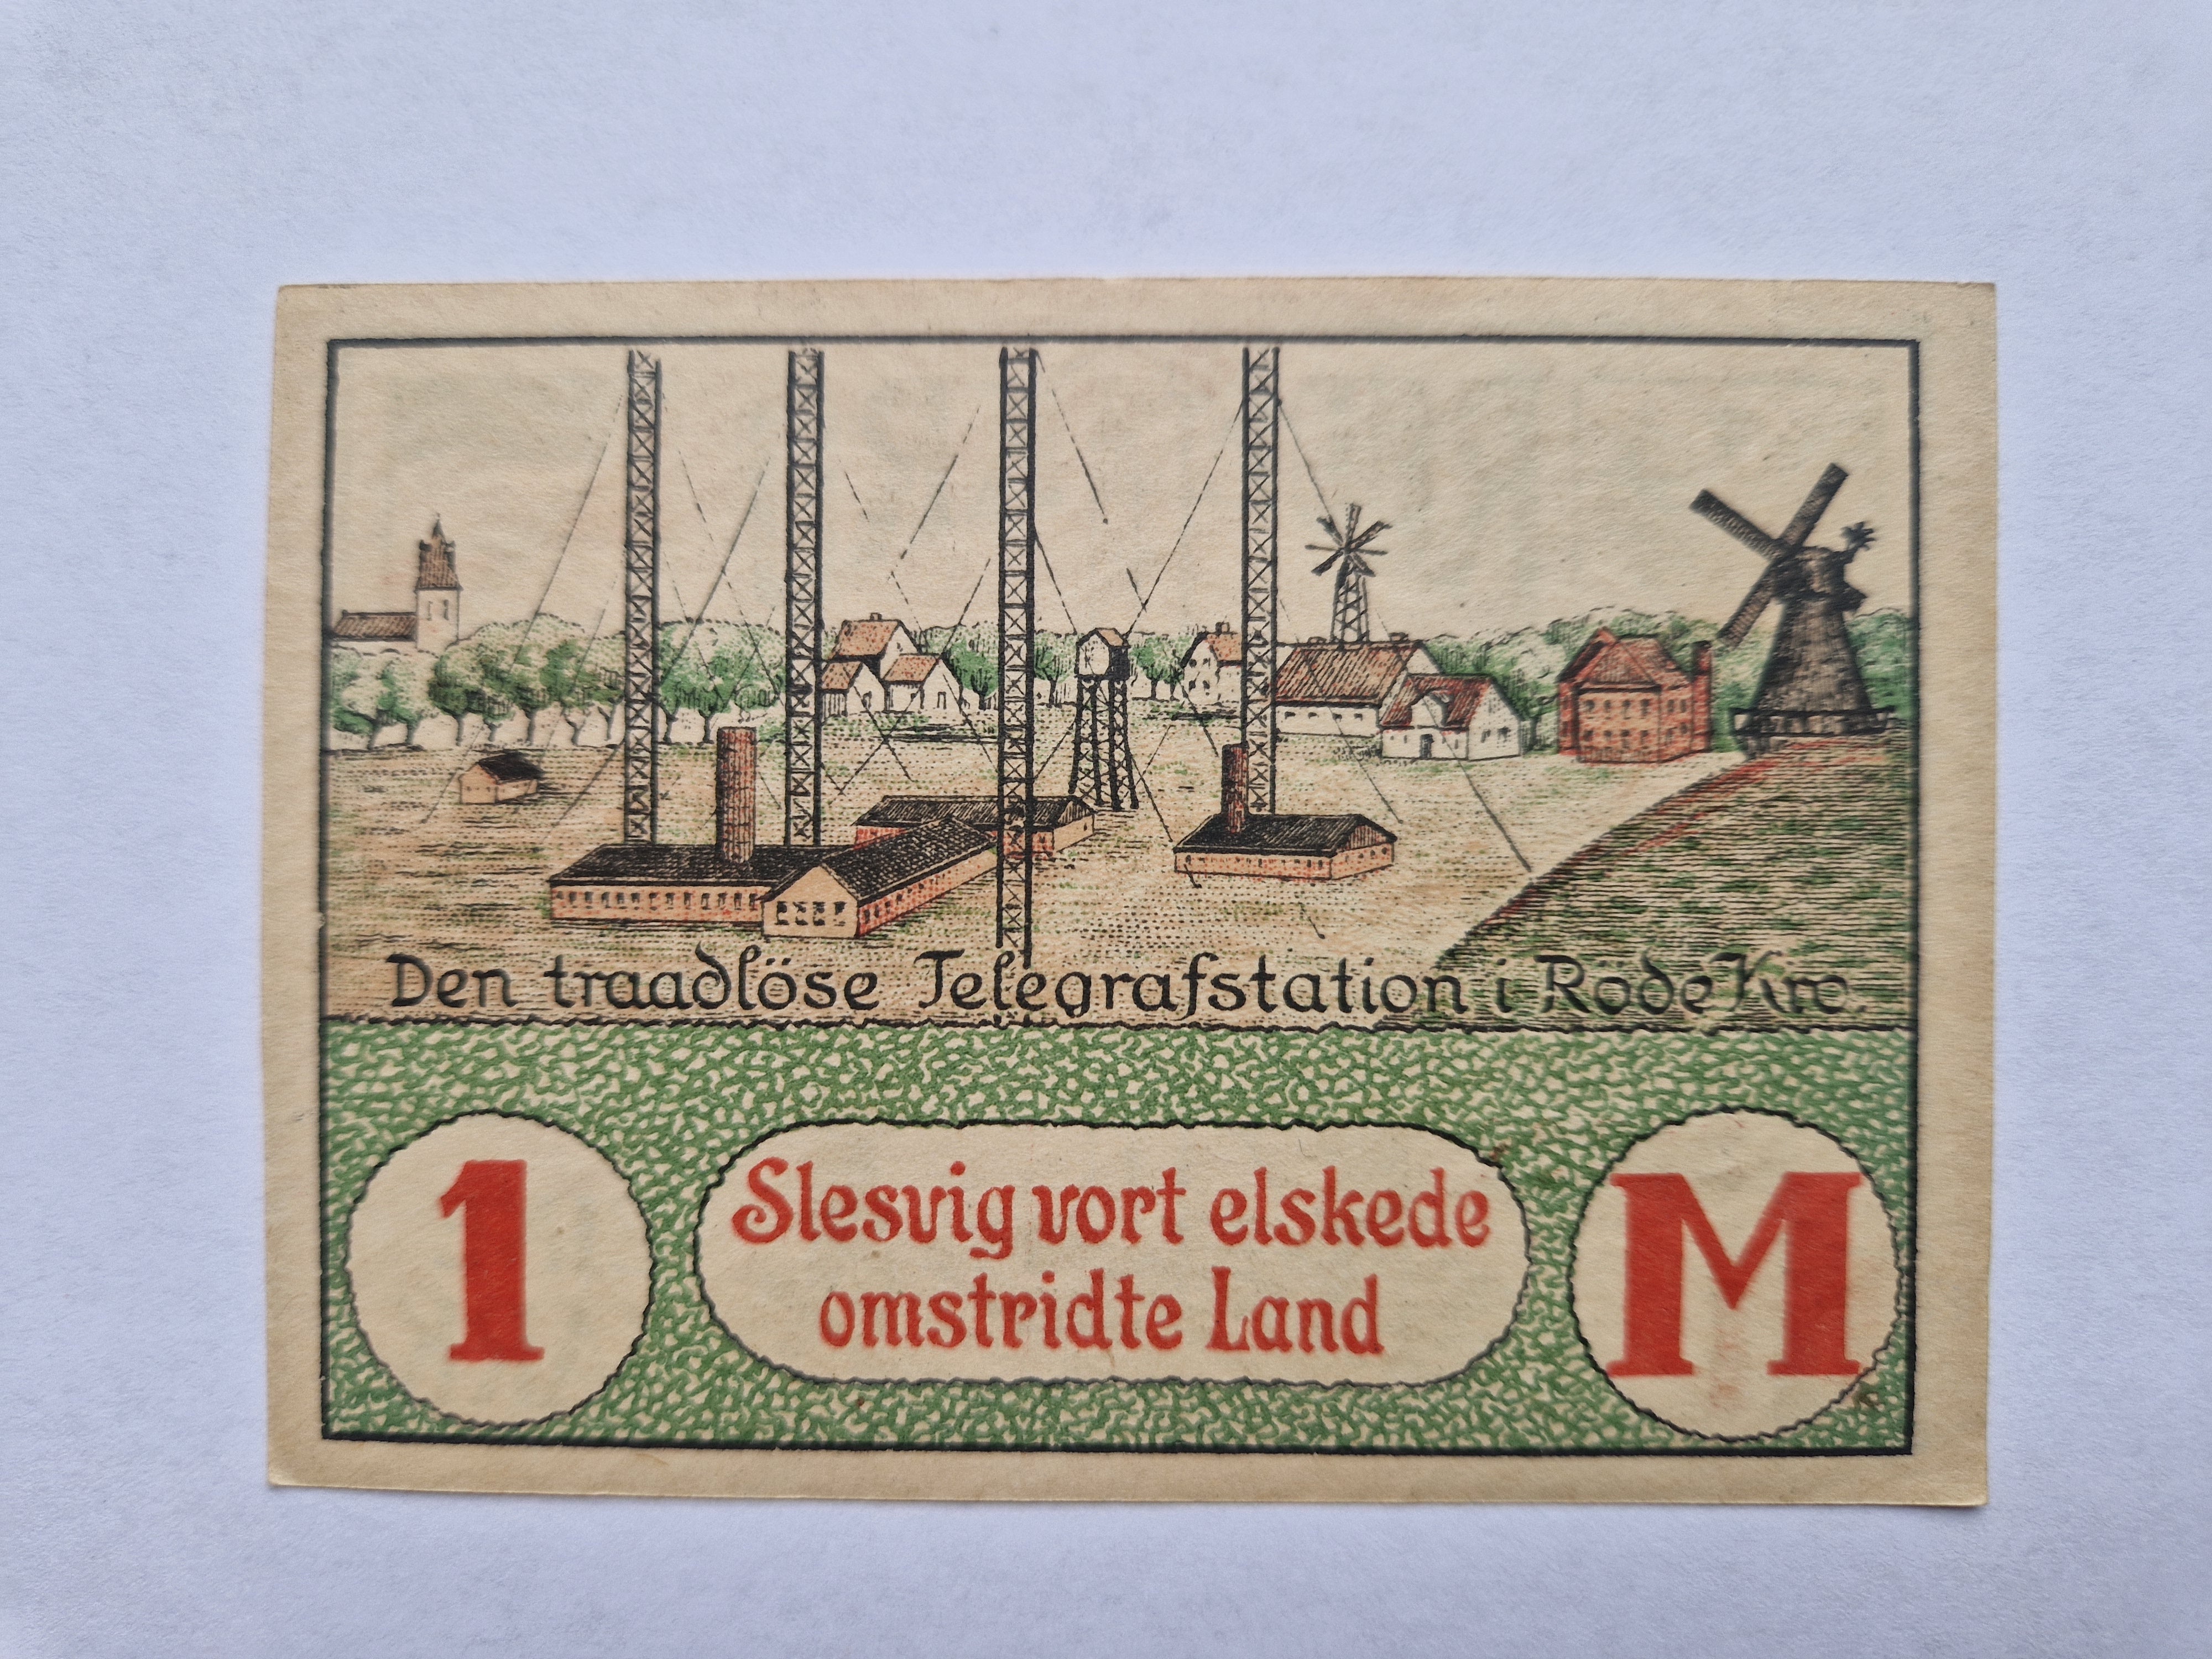 Den traadlöse Telegrafstation i Röde Kro.
1
Slesvig vort elskede
omstridte Land
M